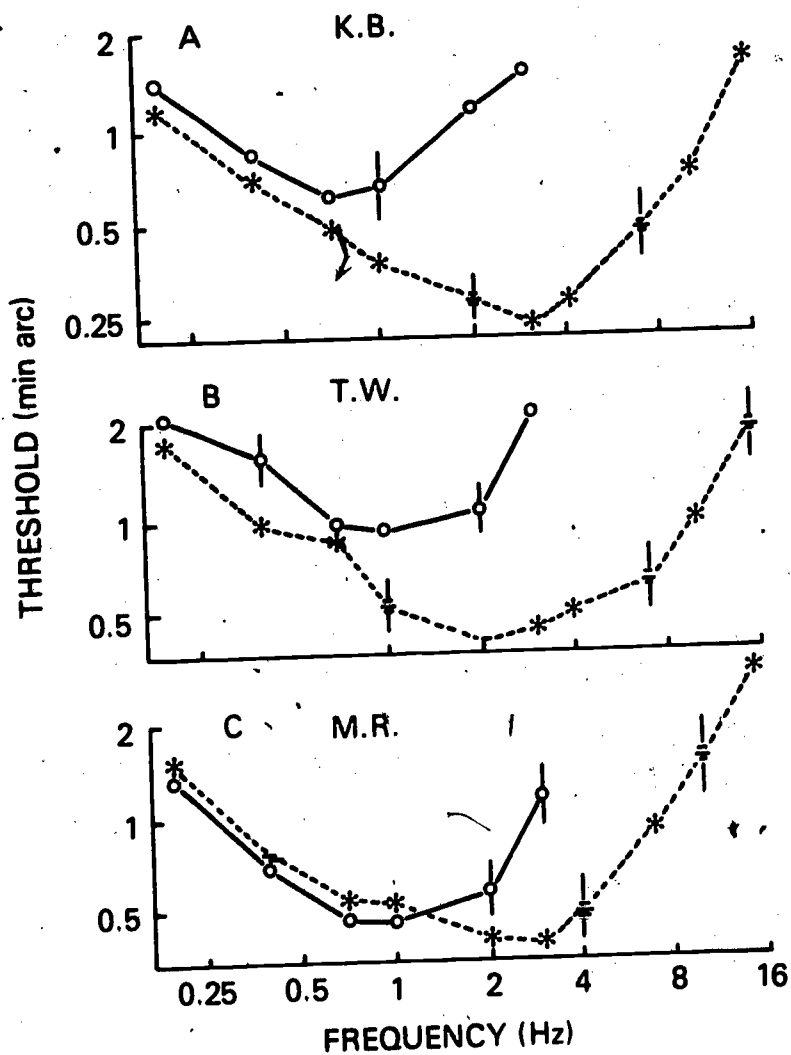 A K.B.
2
1
0.5
0.25
B T.W.
2
1
0.5
C M.R.
2
1
0.5
0.25 0.5 1 2 4 8 16
THRESHOLD (min arc)
FREQUENCY (Hz)